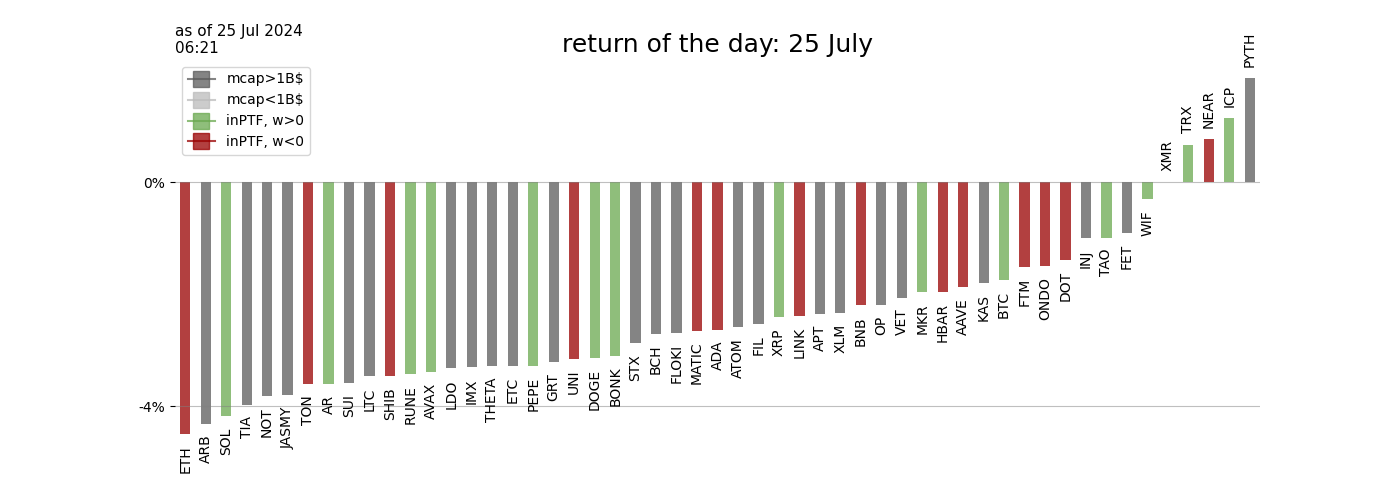 as of 25 Jul 2024
06:21
return of the day: 25 July
mcap>1B$
mcap<1B$
inPTF, w>0
inPTF, w<0
0%
-4%
ETH
ARB
SOL
TIA
NOT
JASMY
TON
AR
SUI
LTC
SHIB
RUNE
AVAX
LDO
IMX
THETA
ETC
PEPE
GRT
UNI
DOGE
BONK
STX
BCH
FLOKI
MATIC
ADA
ATOM
FIL
XRP
LINK
APT
XLM
BNB
OP
VET
MKR
HBAR
AAVE
KAS
BTC
FTM
ONDO
DOT
INJ
TAO
FET
WIF
XMR
TRX
NEAR
ICP
PYTH